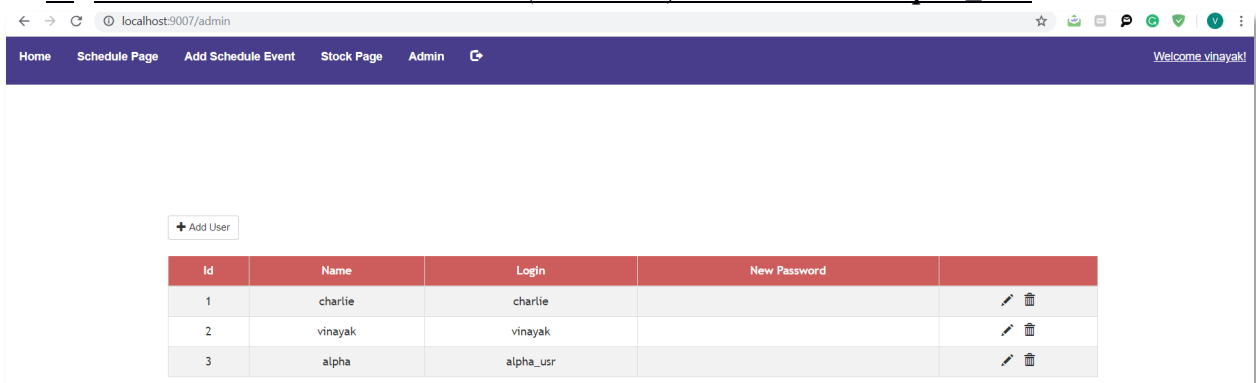 localhost:9007/admin
Home Schedule Page Add Schedule Event Stock Page Admin Welcome vinayak!
Add User
Id Name Login New Password
1 charlie charlie
2 vinayak vinayak
3 alpha alpha_usr